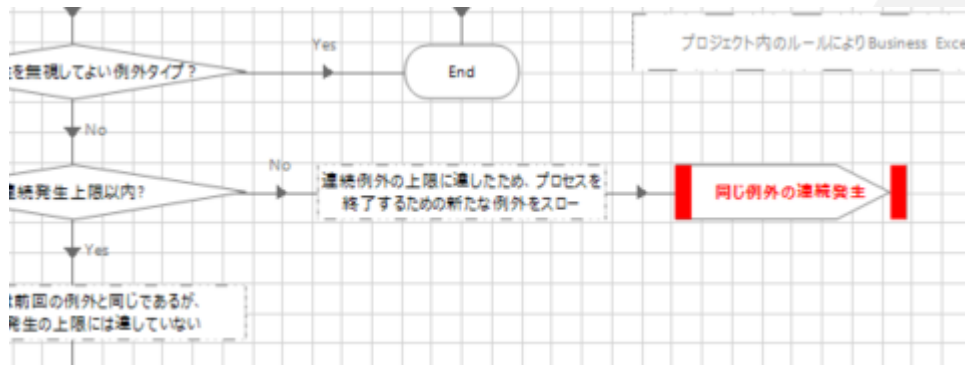 Yes
プロジェクト内のルールによりBusiness Exce
を無視してよい例外タイプ?
End
No
No
連続発生上限以内?
連続例外の上限に達したため、プロセスを
終了するための新たな例外をスロー
同じ例外の連続発生
Yes
は前回の例外と同じであるが、
発生の上限には達していない